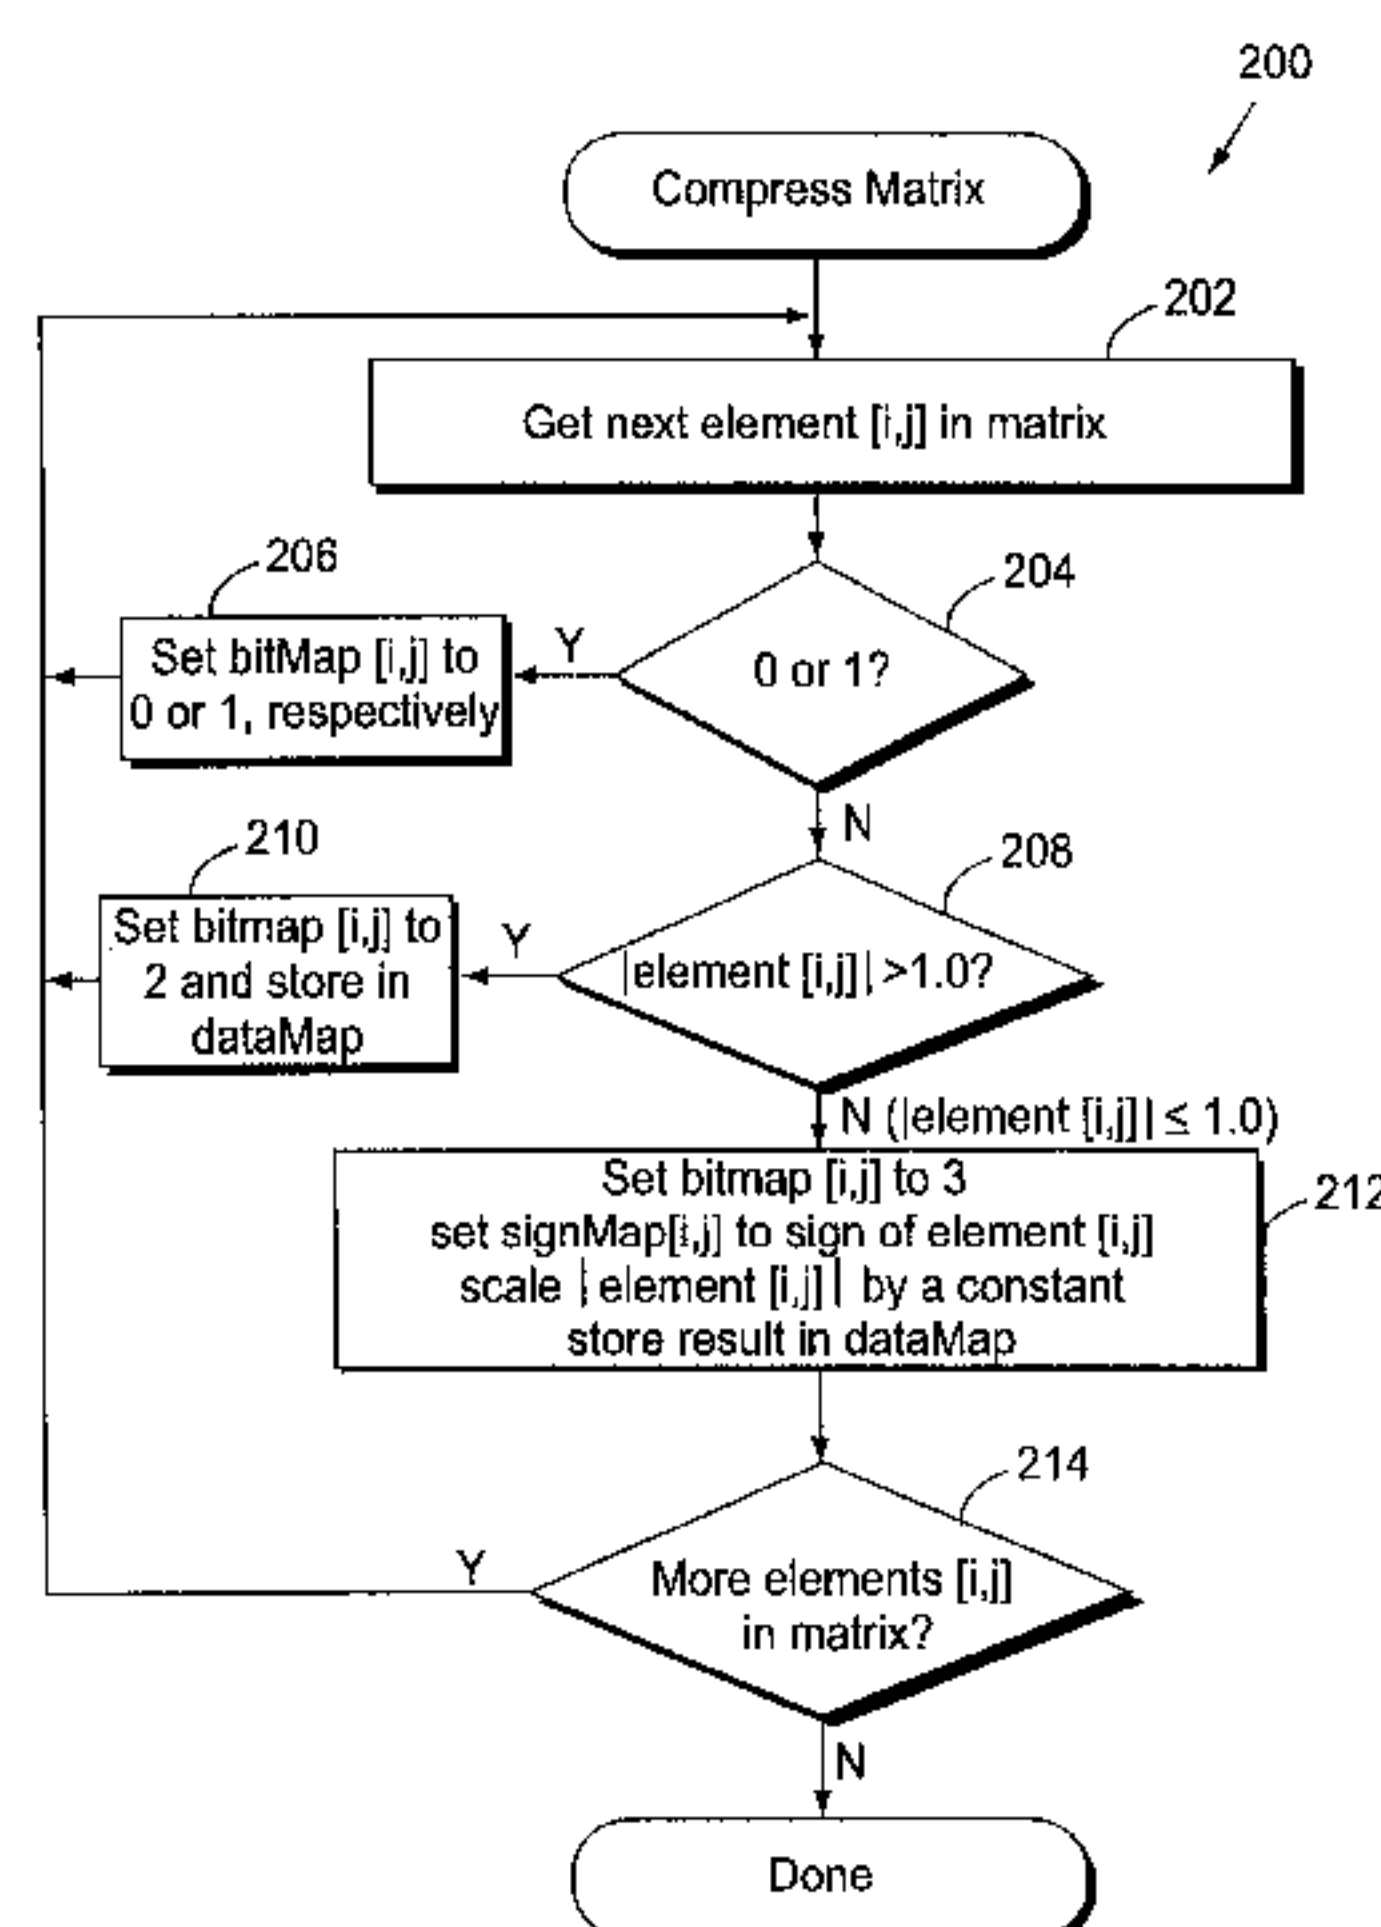 200
Compress Matrix
202
Get next element [i,j] in matrix
206
204
Set bitMap [i,j] to
0 or 1, respectively
Y
0 or 1?
N
210
208
Set bitmap [i,j] to
2 and store in
dataMap
Y
|element [i,j]| >1.0?
N (|element [i,j]| ≤ 1.0)
Set bitmap [i,j] to 3
set signMap[i,j] to sign of element [i,j]
scale | element [i,j] | by a constant
store result in dataMap
212
214
Y
More elements [i,j]
in matrix?
N
Done